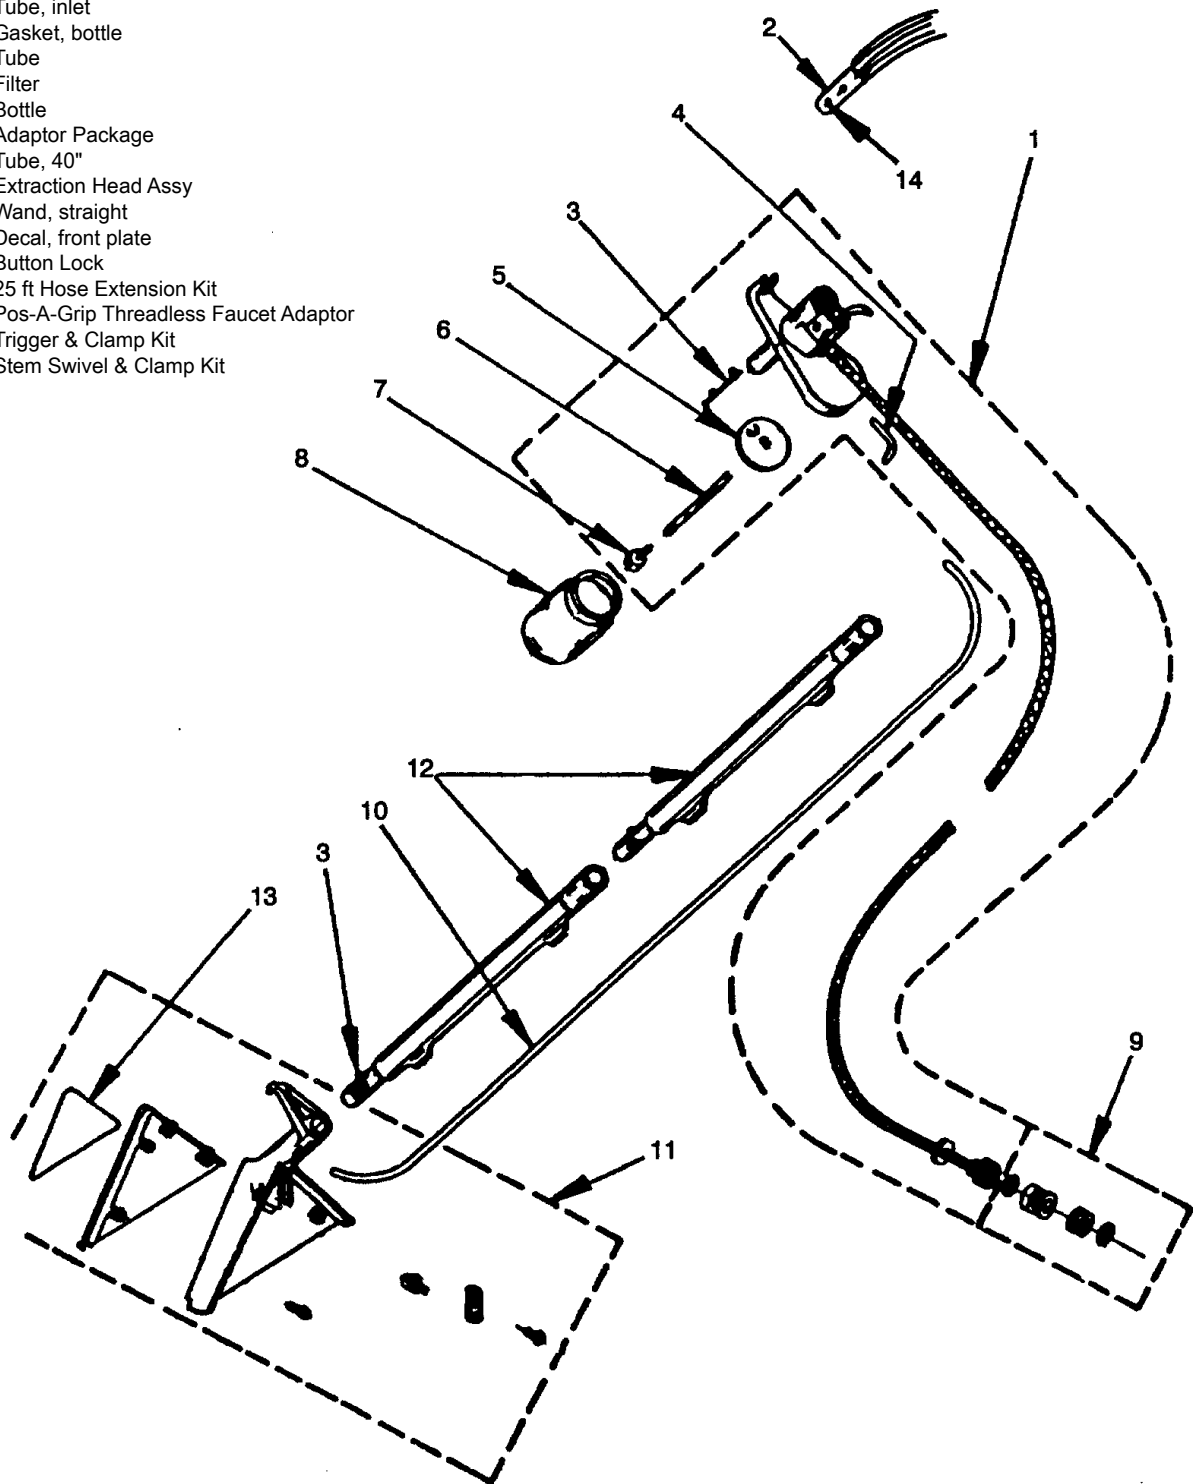 Tube, inlet
Gasket, bottle
Tube
Filter
Bottle
Adaptor Package
Tube, 40"
Extraction Head Assy
Wand, straight
Decal, front plate
Button Lock
25 ft Hose Extension Kit
Pos-A-Grip Threadless Faucet Adaptor
Trigger & Clamp Kit
Stem Swivel & Clamp Kit
2
4
1
14
3
5
6
7
8
12
10
3
13
9
11